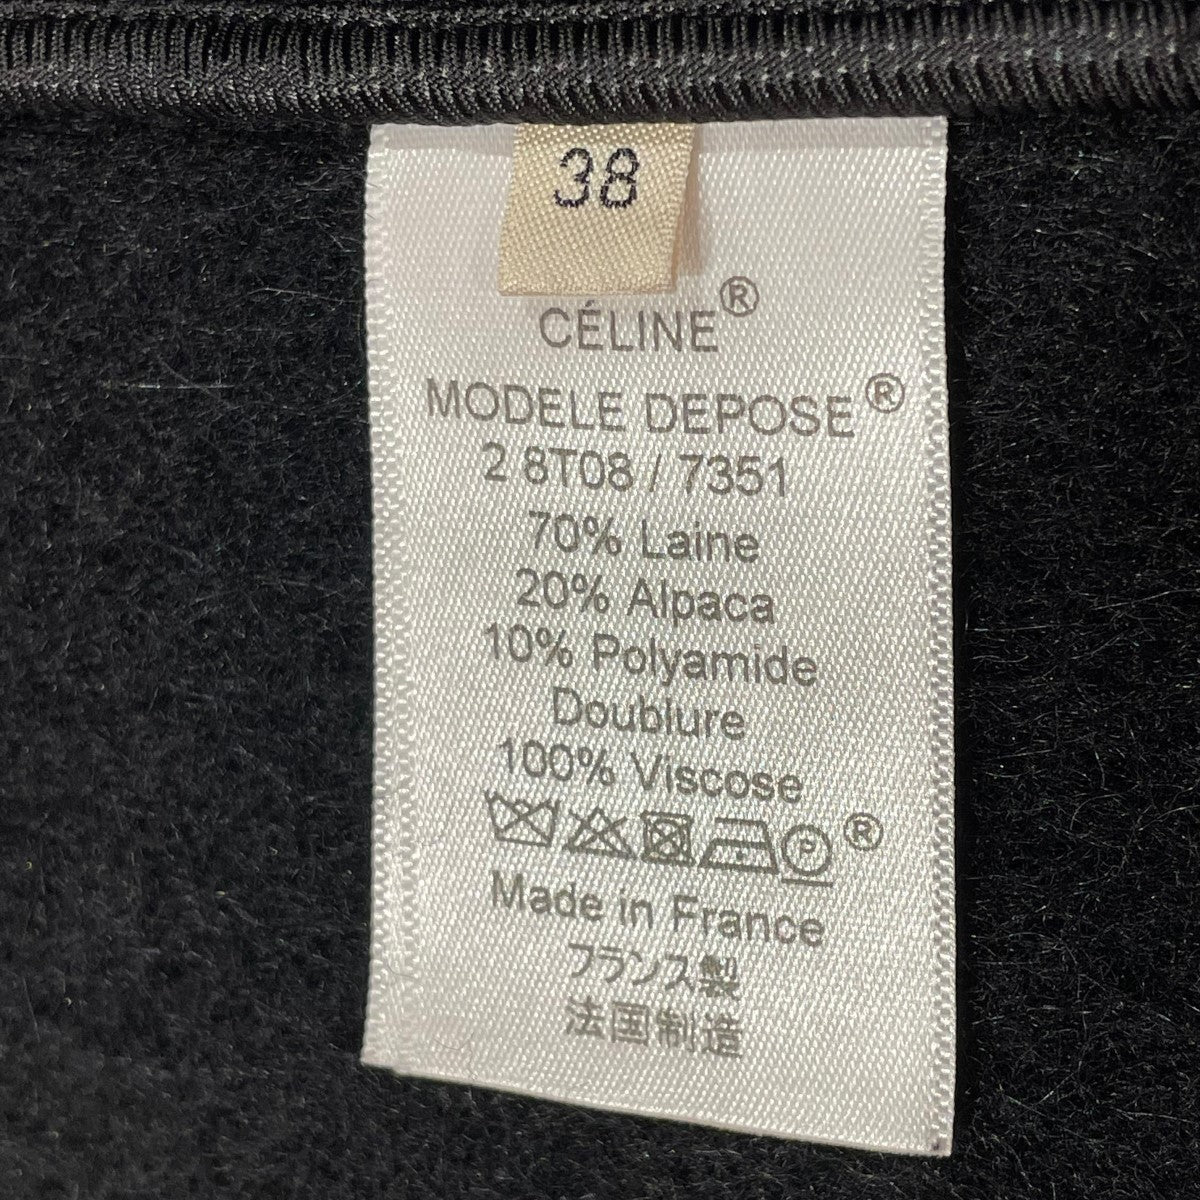 38
CÉLINE®
MODELE DEPOSE®
2 8T08 / 7351
70% Laine
20% Alpaca
10% Polyamide
Doublure
100% Viscose
P ®
Made in France
フランス製
法国制造